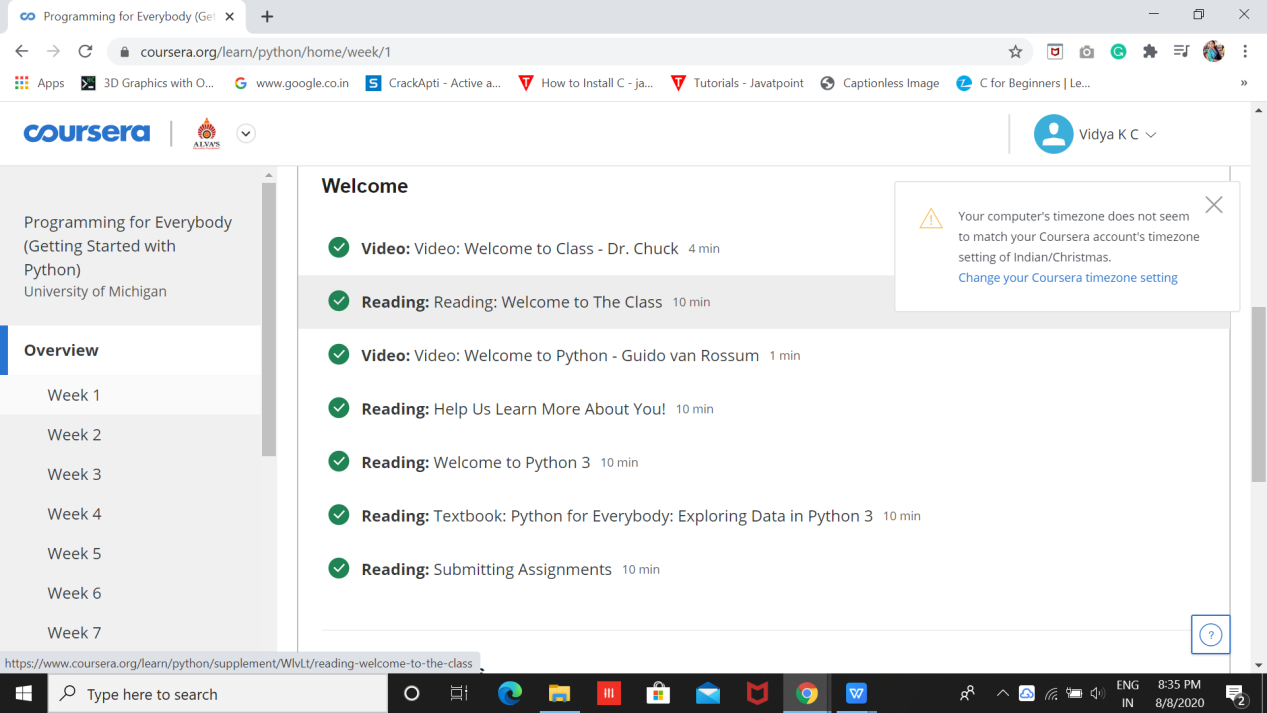 Programming for Everybody (Get
coursera.org/learn/python/home/week/1
Apps 3D Graphics with O... www.google.co.in CrackApti - Active a... How to Install C - ja... Tutorials - Javatpoint Captionless Image C for Beginners | Le... »
coursera ALVA'S Vidya K C
Programming for Everybody
(Getting Started with
Python)
University of Michigan
Overview
Week 1
Week 2
Week 3
Week 4
Week 5
Week 6
Week 7
Welcome
Video: Video: Welcome to Class - Dr. Chuck 4 min
Reading: Reading: Welcome to The Class 10 min
Video: Video: Welcome to Python - Guido van Rossum 1 min
Reading: Help Us Learn More About You! 10 min
Reading: Welcome to Python 3 10 min
Reading: Textbook: Python for Everybody: Exploring Data in Python 3 10 min
Reading: Submitting Assignments 10 min
Your computer's timezone does not seem
to match your Coursera account's timezone
setting of Indian/Christmas.
Change your Coursera timezone setting
?
https://www.coursera.org/learn/python/supplement/WlvLt/reading-welcome-to-the-class
Type here to search
ENG
IN
8:35 PM
8/8/2020
2